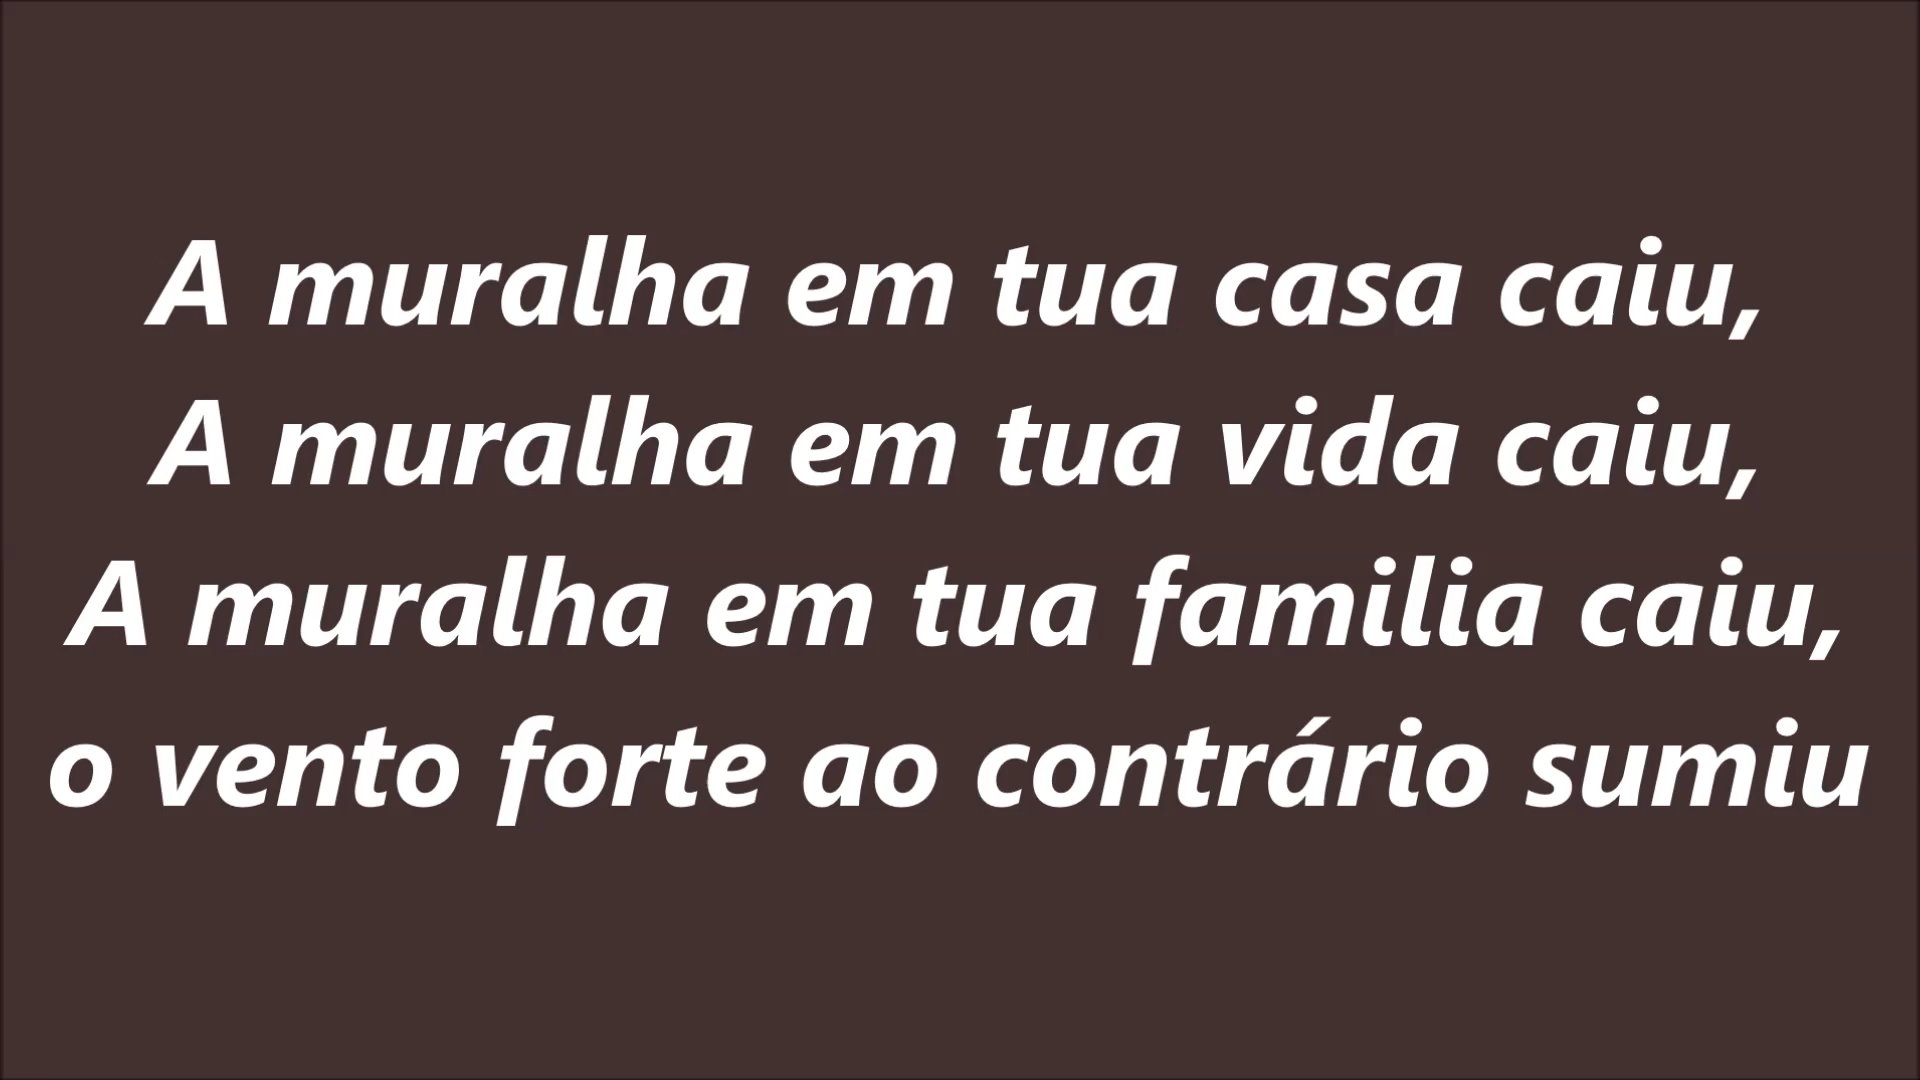 A muralha em tua casa caiu,
A muralha em tua vida caiu,
A muralha em tua familia caiu,
o vento forte ao contrário sumiu